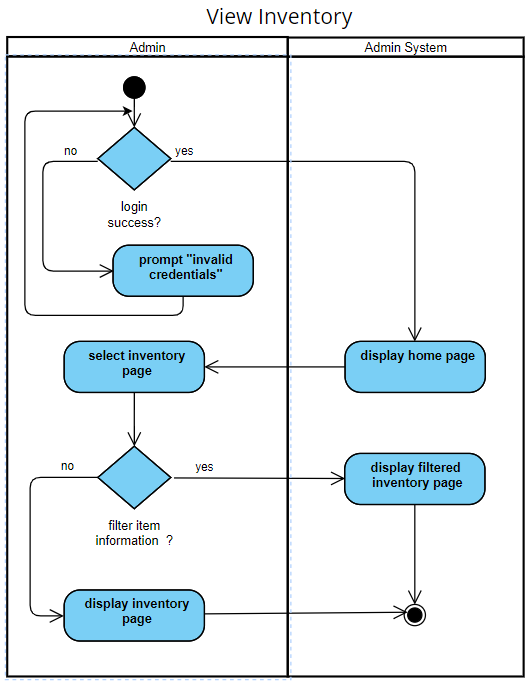 View Inventory
Admin
Admin System
no
yes
login
success?
prompt "invalid
credentials"
select inventory
page
display home page
no
yes
filter item
information ?
display filtered
inventory page
display inventory
page